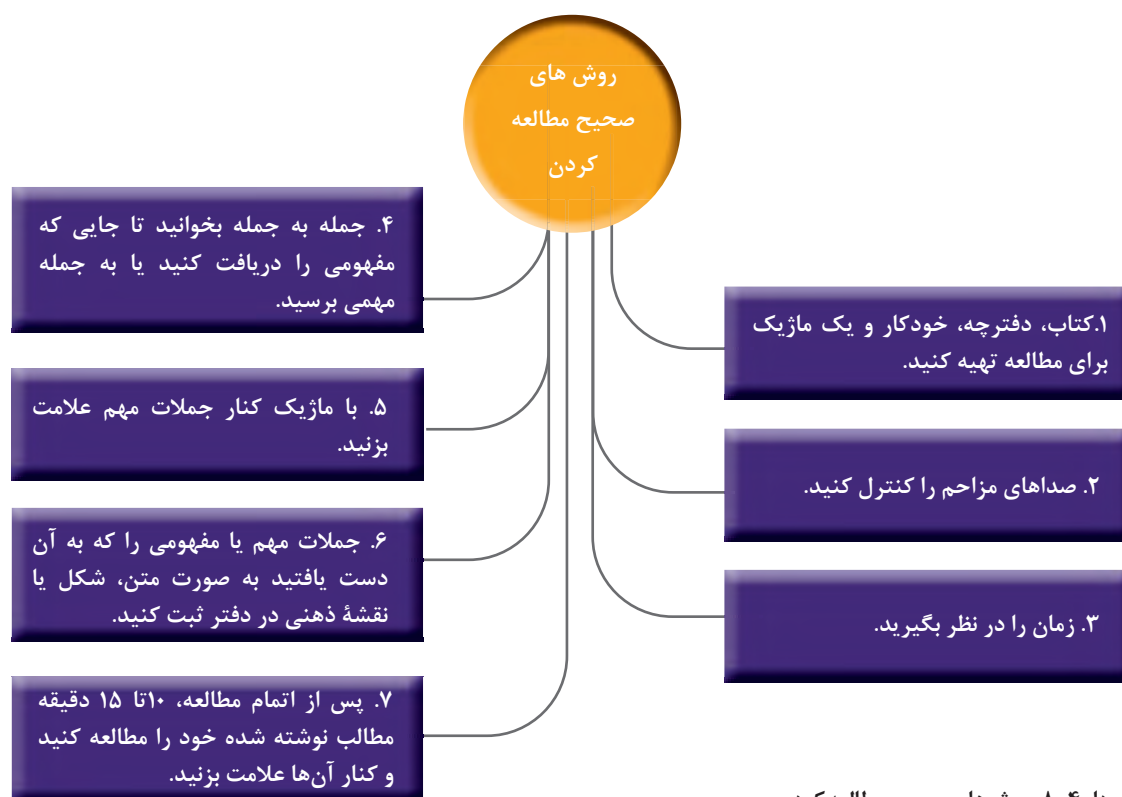 روش های
صحیح مطالعه
کردن
۱.کتاب، دفترچه، خودکار و یک ماژیک
برای مطالعه تهیه کنید.
۲. صداهای مزاحم را کنترل کنید.
۳. زمان را در نظر بگیرید.
۴. جمله به جمله بخوانید تا جایی که
مفهومی را دریافت کنید یا به جمله
مهمی برسید.
۵. با ماژیک کنار جملات مهم علامت
بزنید.
۶. جملات مهم یا مفهومی را که به آن
دست یافتید به صورت متن، شکل یا
نقشهٔ ذهنی در دفتر ثبت کنید.
۷. پس از اتمام مطالعه، ۱۰تا ۱۵ دقیقه
مطالب نوشته شده خود را مطالعه کنید
و کنار آن‌ها علامت بزنید.